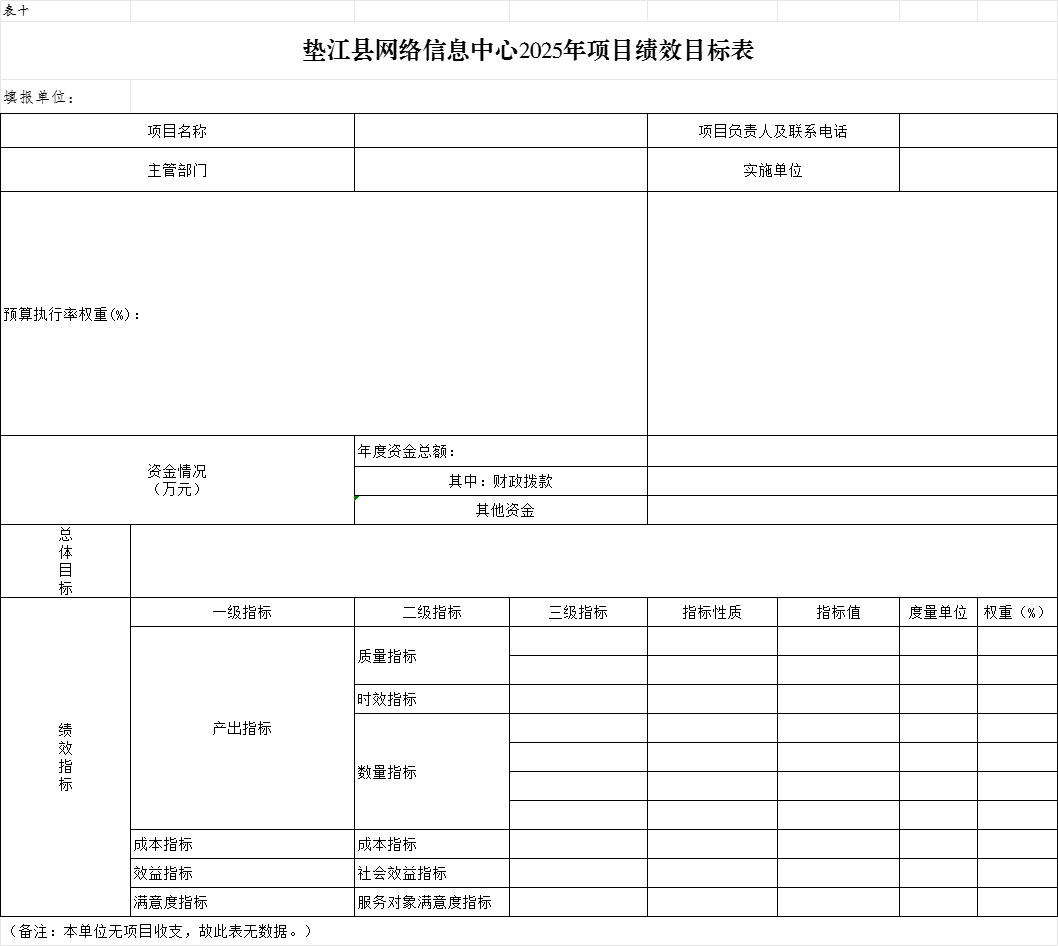 表十
垫江县网络信息中心2025年项目绩效目标表
填报单位：
项目名称 项目负责人及联系电话
主管部门 实施单位
预算执行率权重(%)：
资金情况
（万元）
年度资金总额：
其中：财政拨款
其他资金
总
体
目
标
绩
效
指
标
一级指标 二级指标 三级指标 指标性质 指标值 度量单位 权重（%）
产出指标
质量指标
时效指标
数量指标
成本指标 成本指标
效益指标 社会效益指标
满意度指标 服务对象满意度指标
（备注：本单位无项目收支，故此表无数据。）